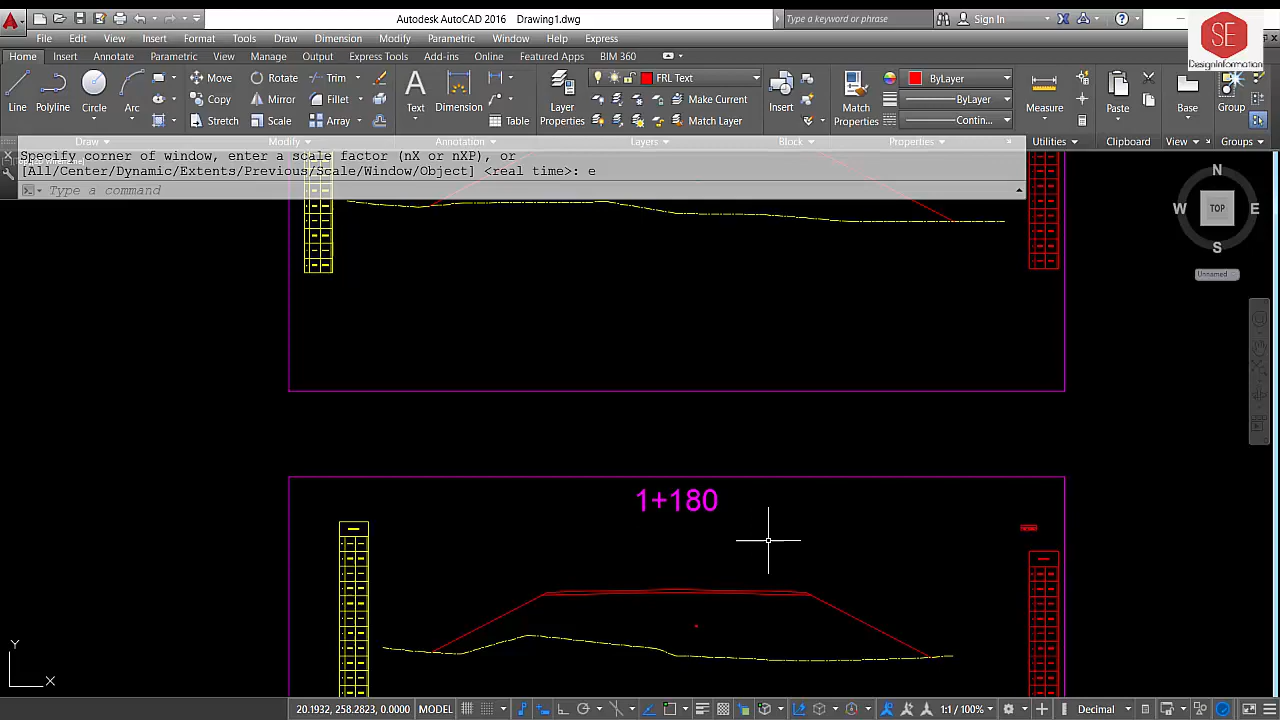 Autodesk AutoCAD 2016 Drawing1.dwg
Type a keyword or phrase
Sign In
SE
DesignInformation
File Edit View Insert Format Tools Draw Dimension Modify Parametric Window Help Express
Home Insert Annotate Parametric View Manage Output Express Tools Add-ins Online Featured Apps BIM 360
Line Polyline Circle Arc
Move Rotate Trim
Copy Mirror Fillet
Stretch Scale Array
Text Dimension Table
Layer Properties
FRL Text
Make Current
Match Layer
Insert
Match Properties
ByLayer
ByLayer
Contin...
Measure
Paste
Base
Group
Draw Modify Annotation Layers Block Properties Utilities Clipboard View Groups
Specify corner of window, enter a scale factor (nX or nXP), or
[All/Center/Dynamic/Extents/Previous/Sc Window/Object] <real time>:
Type a command
N
W TOP E
S
Unnamed
1+180
Y
X
20.1932, 258.2823, 0.0000 MODEL 1:1 / 100% Decimal